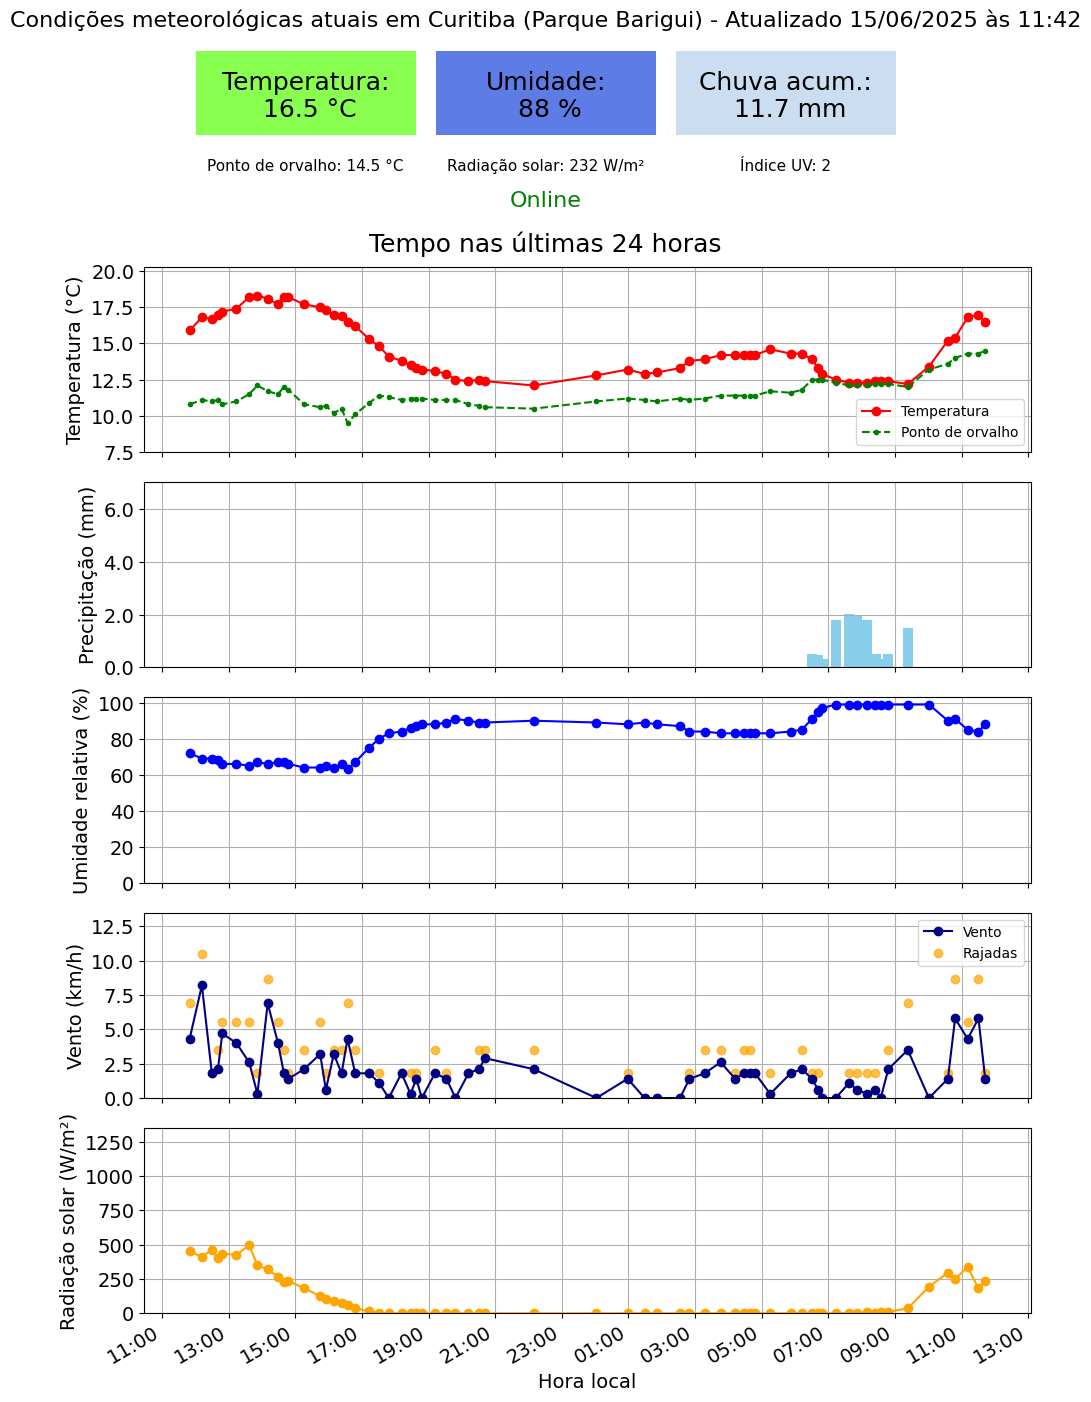 Condições meteorológicas atuais em Curitiba (Parque Barigui) - Atualizado 15/06/2025 às 11:42
Temperatura:
16.5 °C
Umidade:
88 %
Chuva acum.:
11.7 mm
Ponto de orvalho: 14.5 °C
Radiação solar: 232 W/m²
Índice UV: 2
Online
Tempo nas últimas 24 horas
Temperatura (°C)
20.0
17.5
15.0
12.5
10.0
7.5
Temperatura
Ponto de orvalho
Precipitação (mm)
6.0
4.0
2.0
0.0
Umidade relativa (%)
100
80
60
40
20
0
Vento (km/h)
12.5
10.0
7.5
5.0
2.5
0.0
Vento
Rajadas
Radiação solar (W/m²)
1250
1000
750
500
250
0
11:00
13:00
15:00
17:00
19:00
21:00
23:00
01:00
03:00
05:00
07:00
09:00
11:00
13:00
Hora local